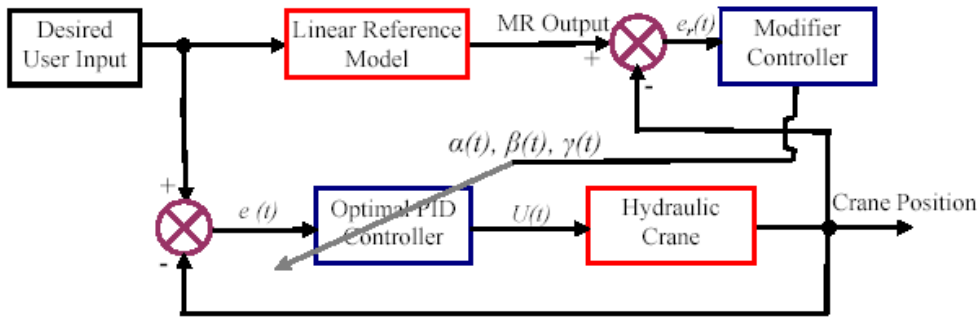 Desired
User Input
Linear Reference
Model
MR Output
+
-
eᵣ(t)
Modifier
Controller
α(t), β(t), γ(t)
+
-
e (t)
Optimal PID
Controller
U(t)
Hydraulic
Crane
Crane Position